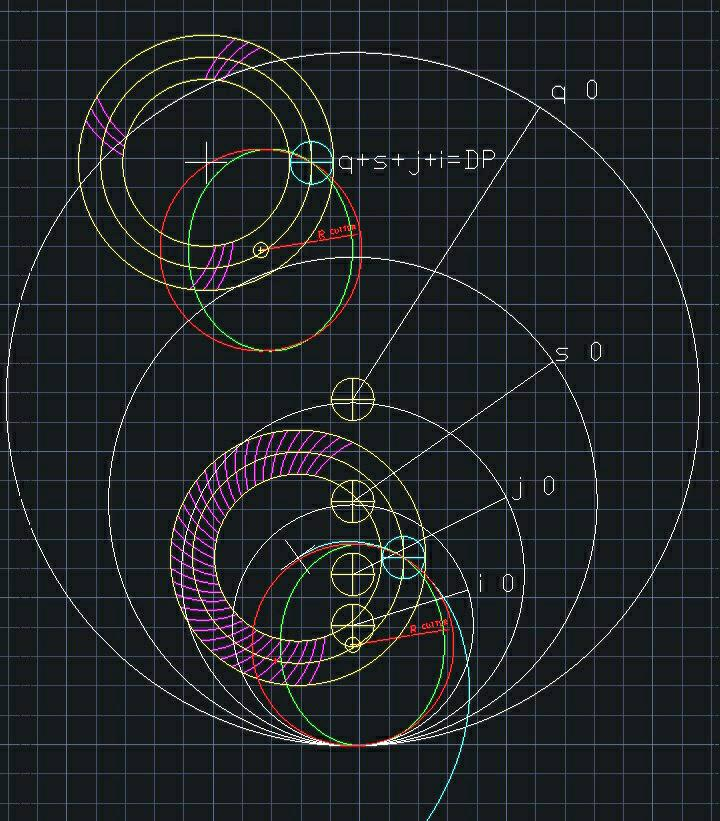 q 0
q+s+j+i=DP
R CUTTER
s 0
j 0
i 0
R CUTTER